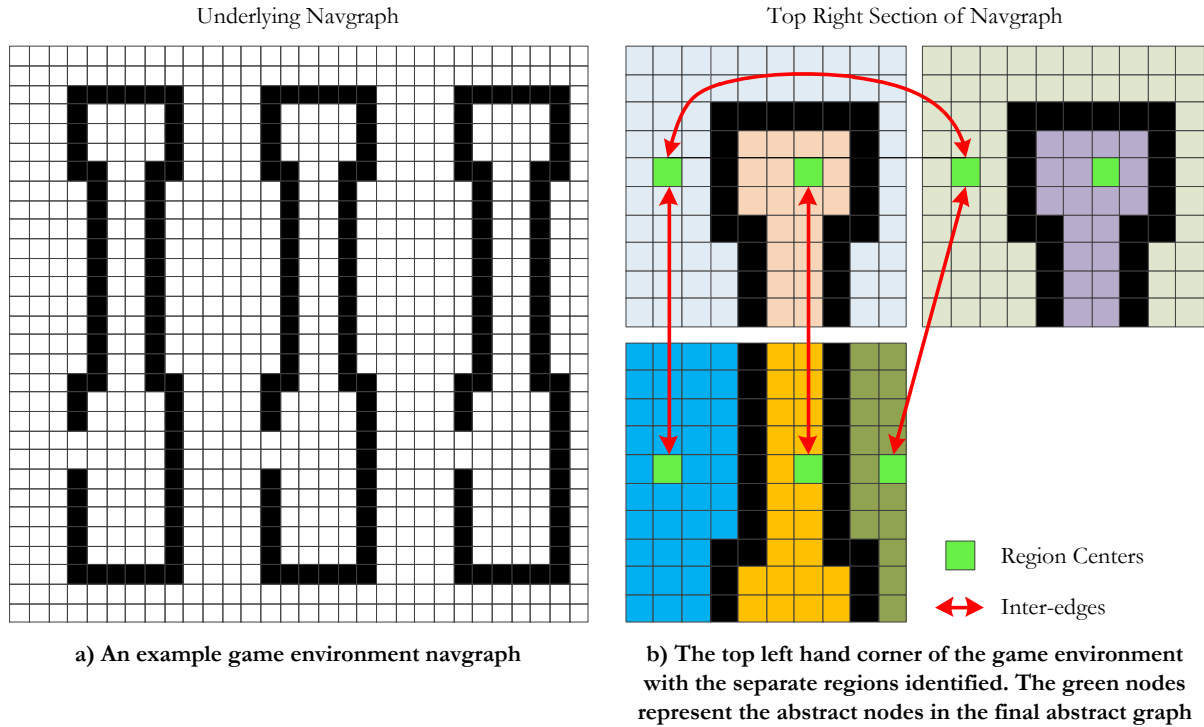 Underlying Navgraph
Top Right Section of Navgraph
Region Centers
Inter-edges
a) An example game environment navgraph
b) The top left hand corner of the game environment
with the separate regions identified. The green nodes
represent the abstract nodes in the final abstract graph